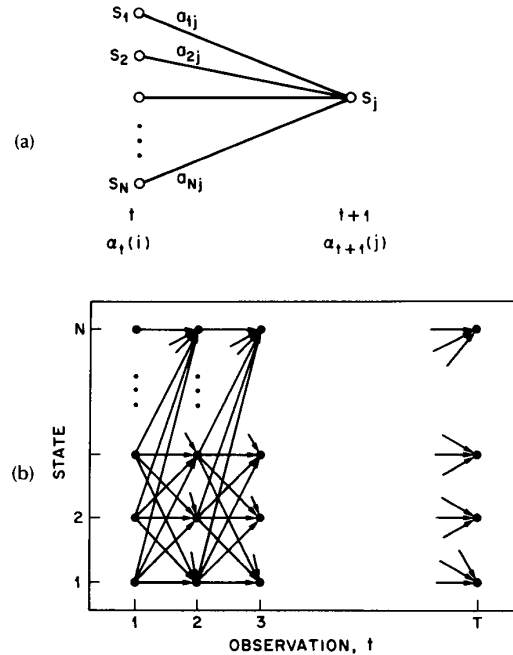 S1 a1j
S2 a2j
Sj
(a)
SN aNj
t t+1
αt(i) αt+1(j)
N
(b)
STATE
2
1
1 2 3 T
OBSERVATION, t